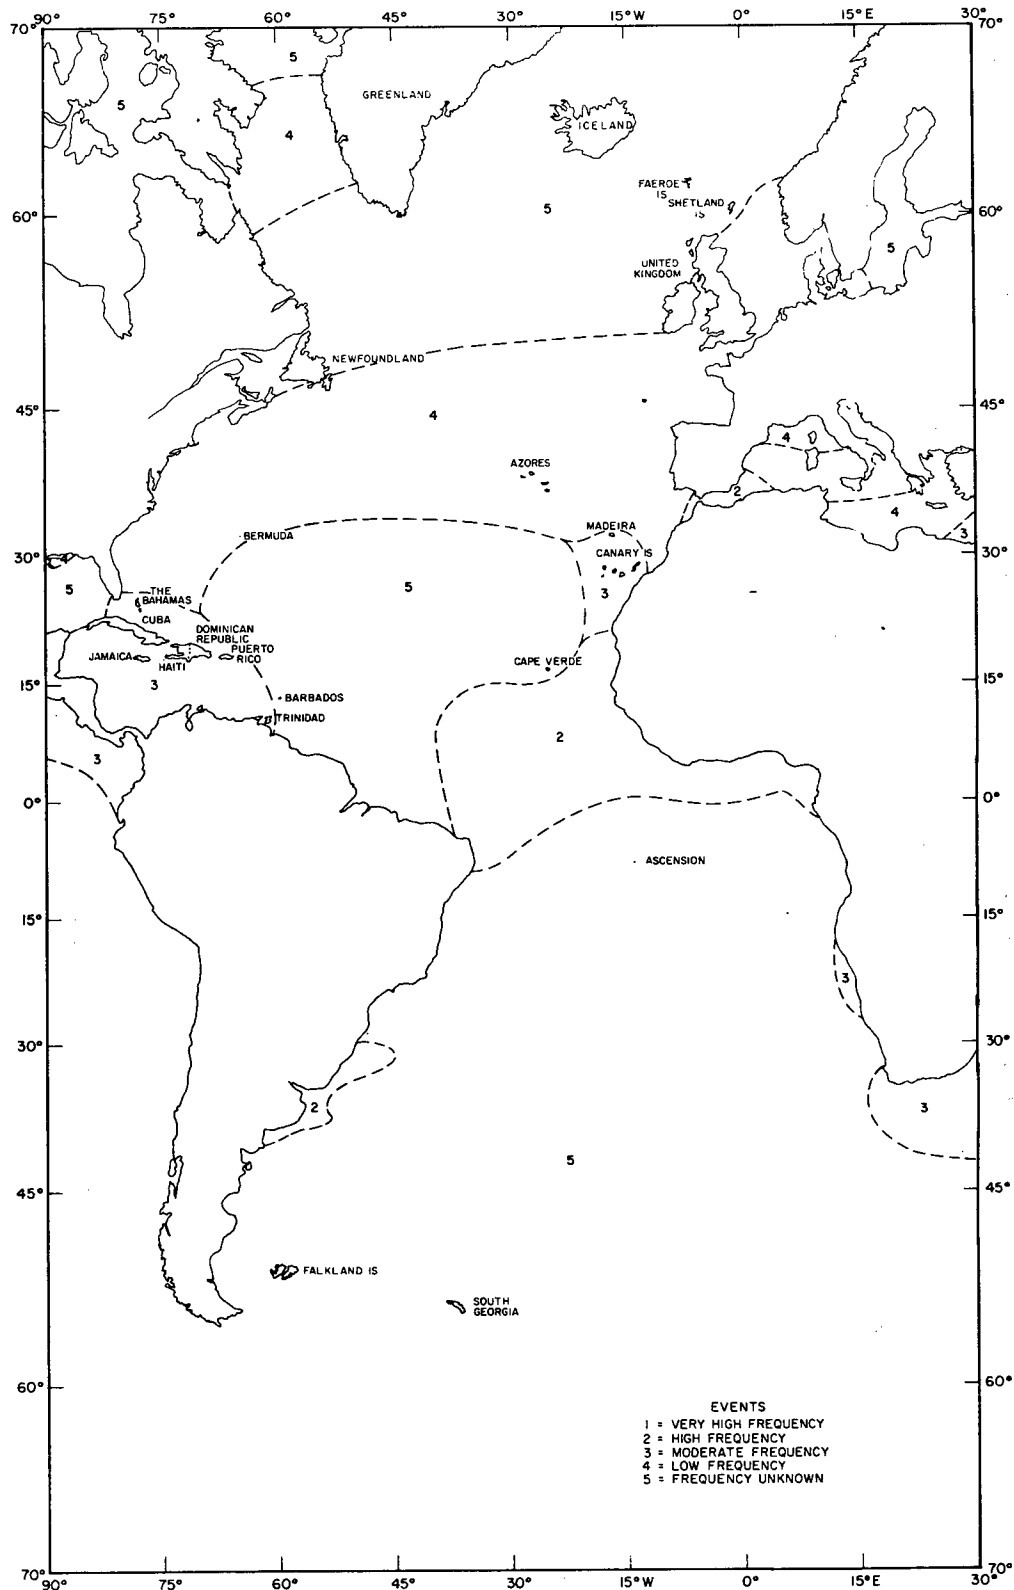 90° 75° 60° 30° 15°W 0° 15°E 30°
70° 70°
5
GREENLAND
5
4
ICELAND
FAEROE
IS
SHETLAND
IS
60° 5 60°
5
UNITED
KINGDOM
NEWFOUNDLAND
45° 4 45°
4
AZORES
2
4
MADEIRA
BERMUDA
3
CANARY IS
30° 4 30°
5 THE
BAHAMAS
5
3
CUBA
DOMINICAN
REPUBLIC
PUERTO
RICO
JAMAICA
HAITI
CAPE VERDE
15° 3 15°
BARBADOS
TRINIDAD
2
3
0° 0°
ASCENSION
15° 15°
3
30° 30°
2
3
5
45° 45°
FALKLAND IS
SOUTH
GEORGIA
60° 60°
EVENTS
1 = VERY HIGH FREQUENCY
2 = HIGH FREQUENCY
3 = MODERATE FREQUENCY
4 = LOW FREQUENCY
5 = FREQUENCY UNKNOWN
70° 70°
90° 75° 60° 45° 30° 15°W 0° 15°E 30°